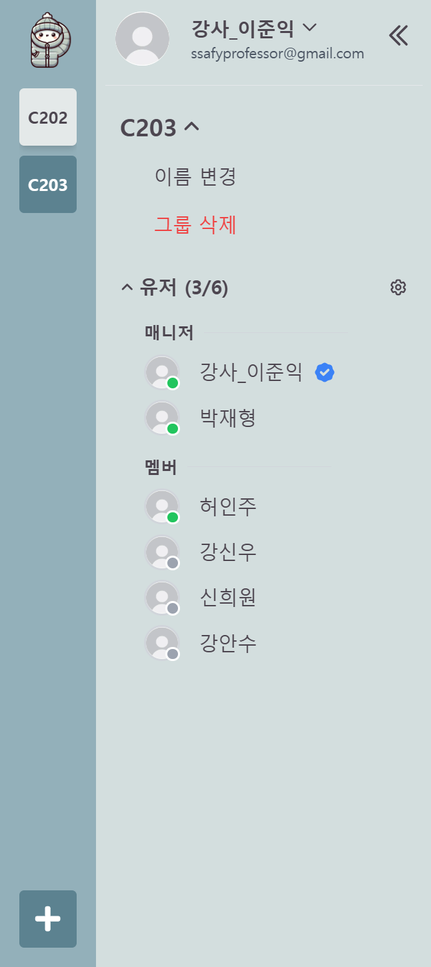 C202
C203
강사_이준익
ssafyprofessor@gmail.com
C203
이름 변경
그룹 삭제
유저 (3/6)
매니저
강사_이준익
박재형
멤버
허인주
강신우
신희원
강안수